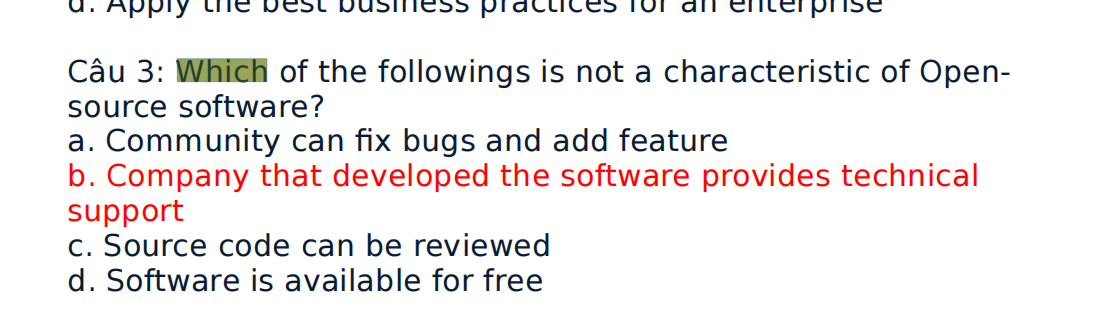 d. Apply the best business practices for an enterprise
Câu 3: Which of the followings is not a characteristic of Open-
source software?
a. Community can fix bugs and add feature
b. Company that developed the software provides technical
support
c. Source code can be reviewed
d. Software is available for free